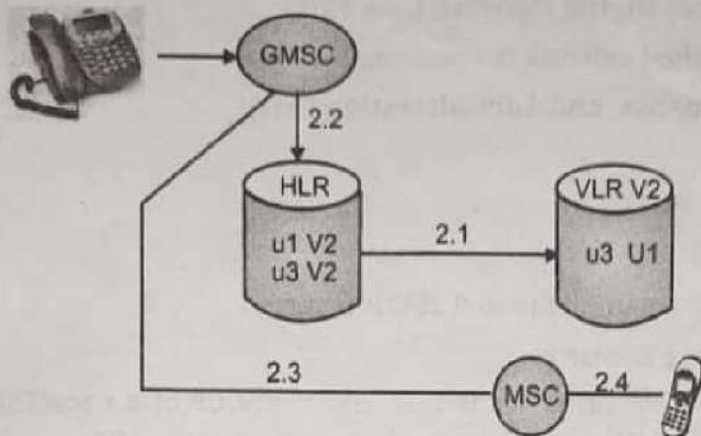 GMSC
2.2
HLR
VLR V2
u1 V2
u3 V2
2.1
u3 U1
2.3
MSC
2.4